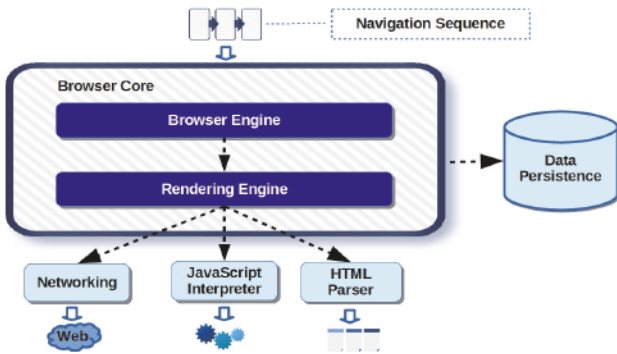 Navigation Sequence
Browser Core
Browser Engine
Rendering Engine
Data
Persistence
Networking
JavaScript
Interpreter
HTML
Parser
Web